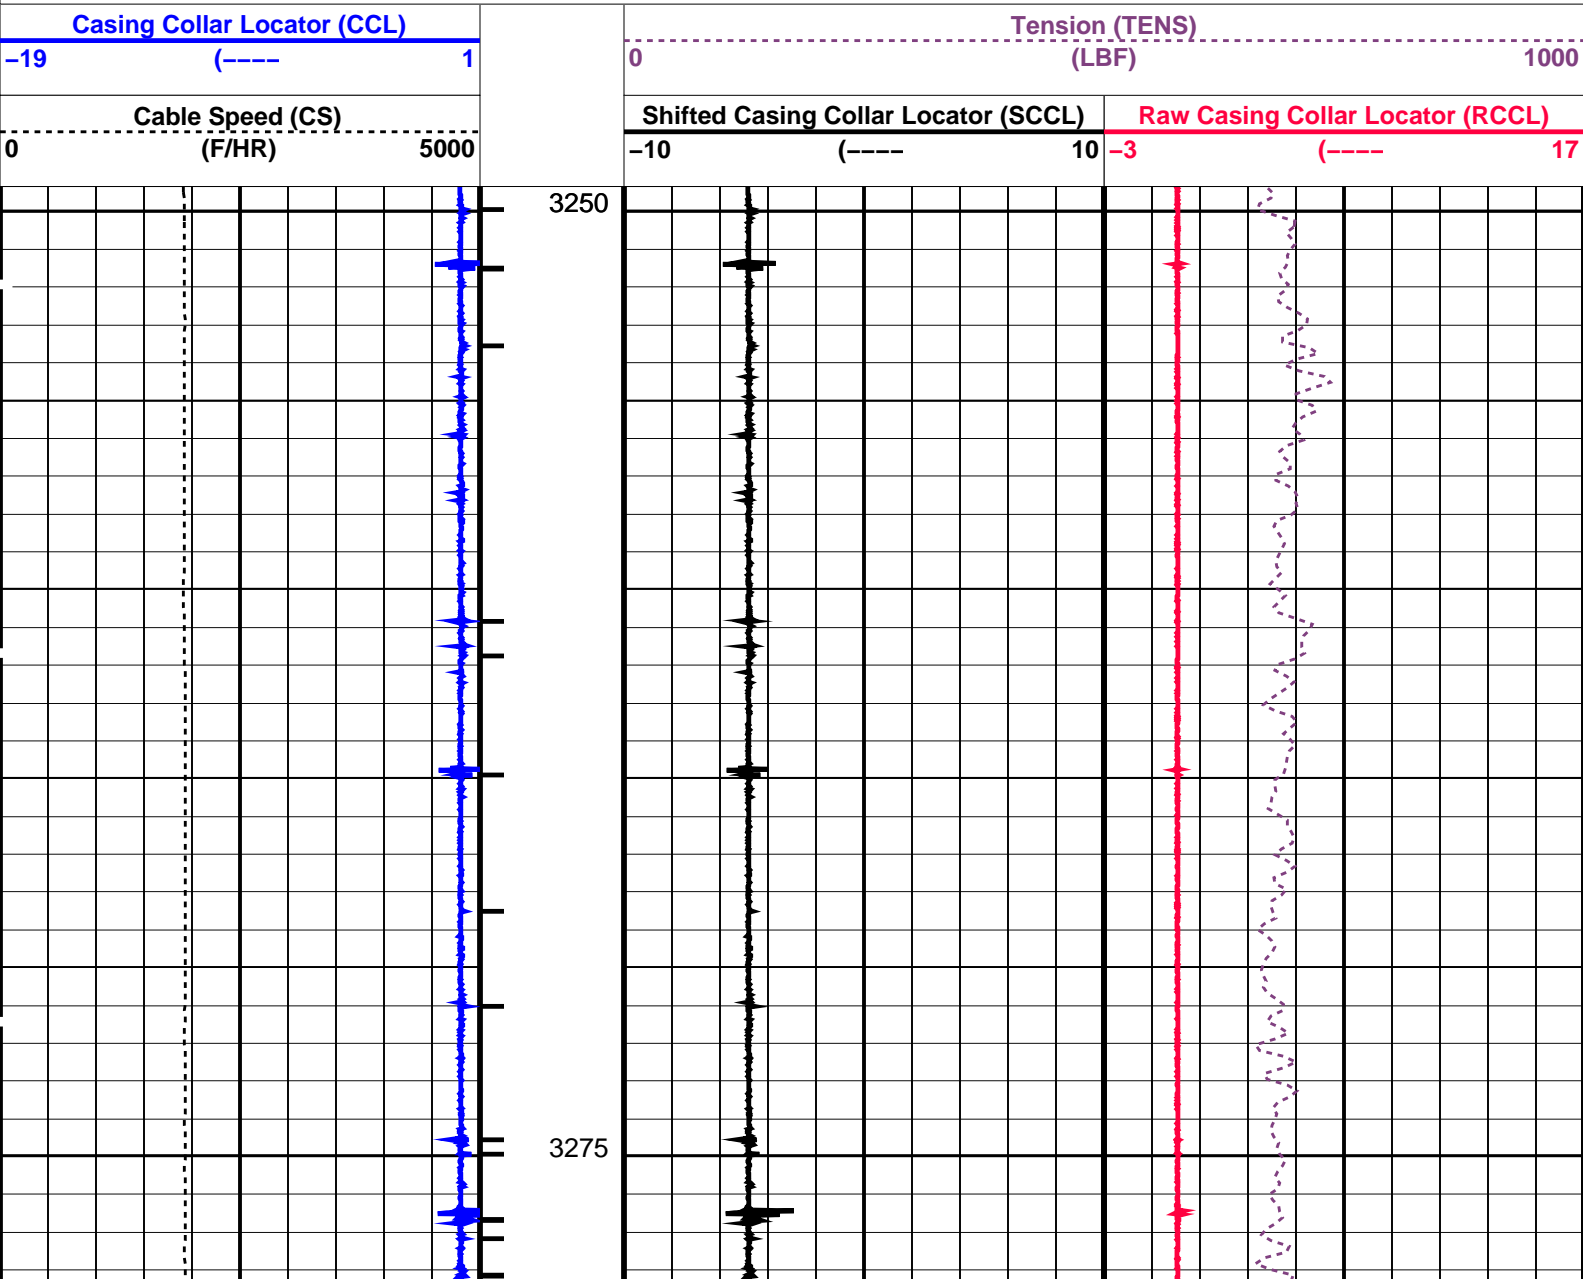 Casing Collar Locator (CCL)
−19 (−−−− 1
Tension (TENS)
0 (LBF) 1000
Cable Speed (CS)
0 (F/HR) 5000
Shifted Casing Collar Locator (SCCL)
−10 (−−−− 10
Raw Casing Collar Locator (RCCL)
−3 (−−−− 17
3250
3275